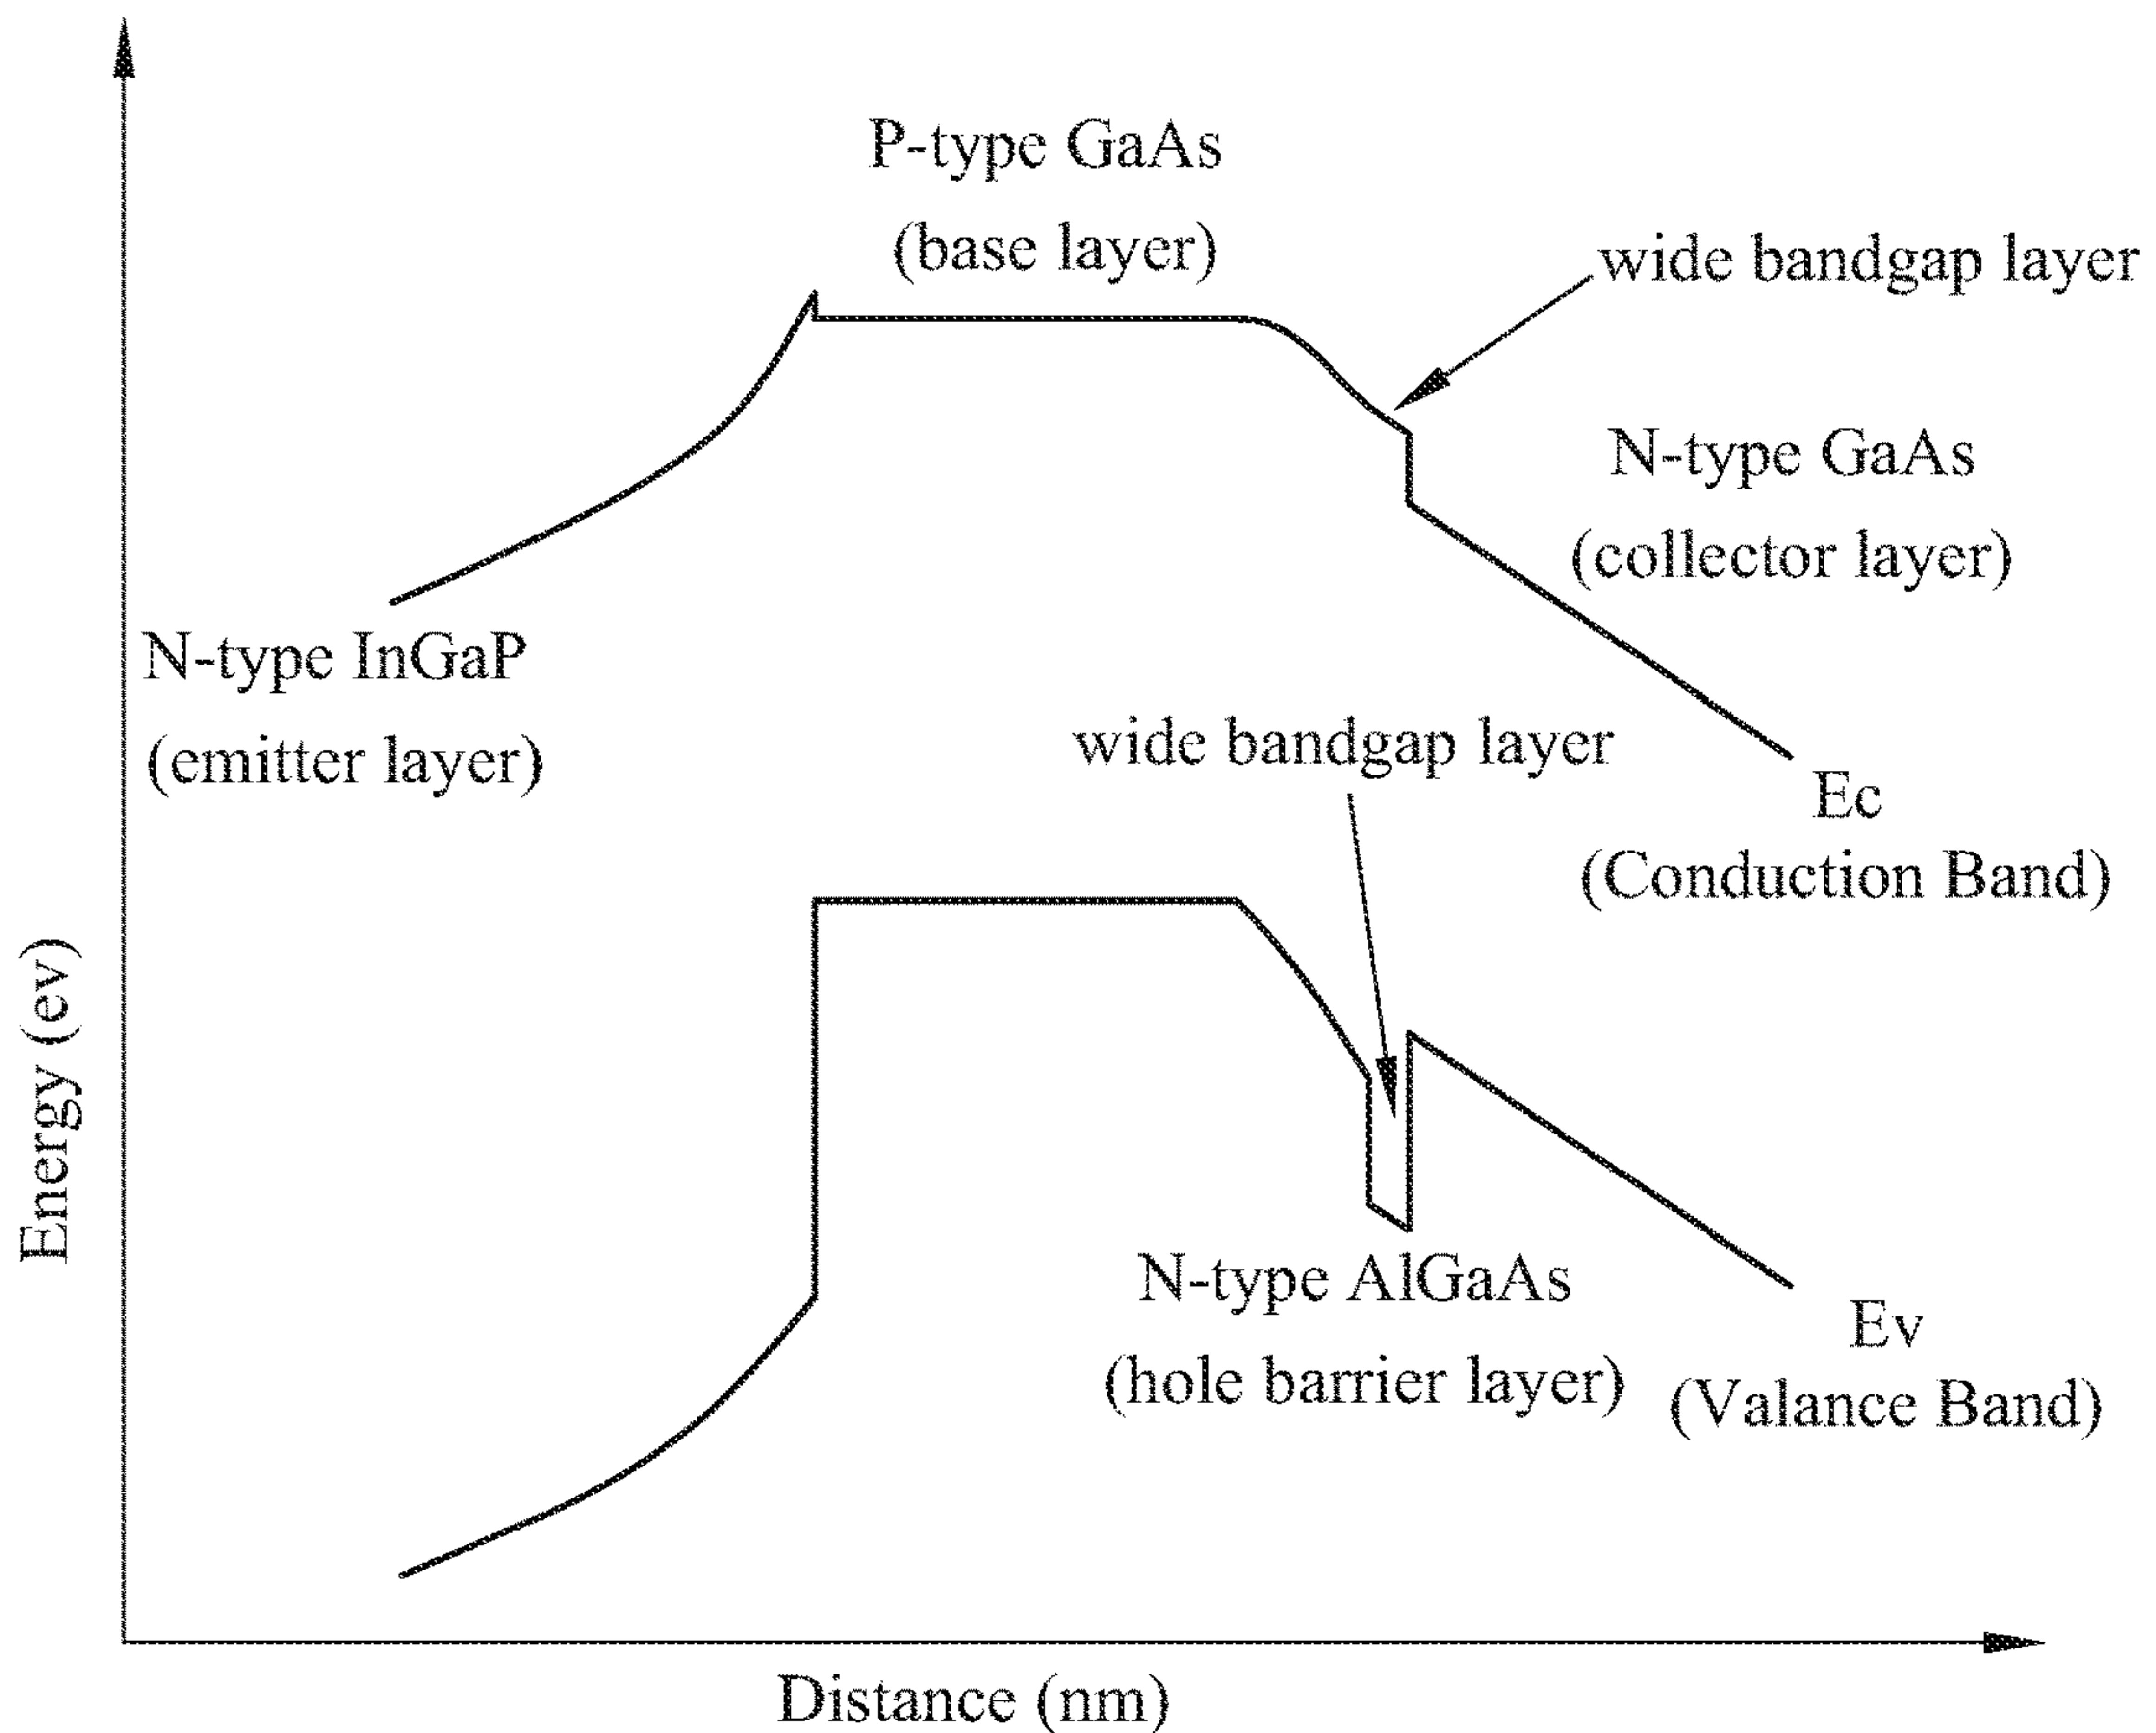 P-type GaAs
(base layer)
wide bandgap layer
N-type GaAs
(collector layer)
N-type InGaP
(emitter layer)
wide bandgap layer
Ec
(Conduction Band)
Energy (ev)
N-type AlGaAs
(hole barrier layer)
Ev
(Valance Band)
Distance (nm)